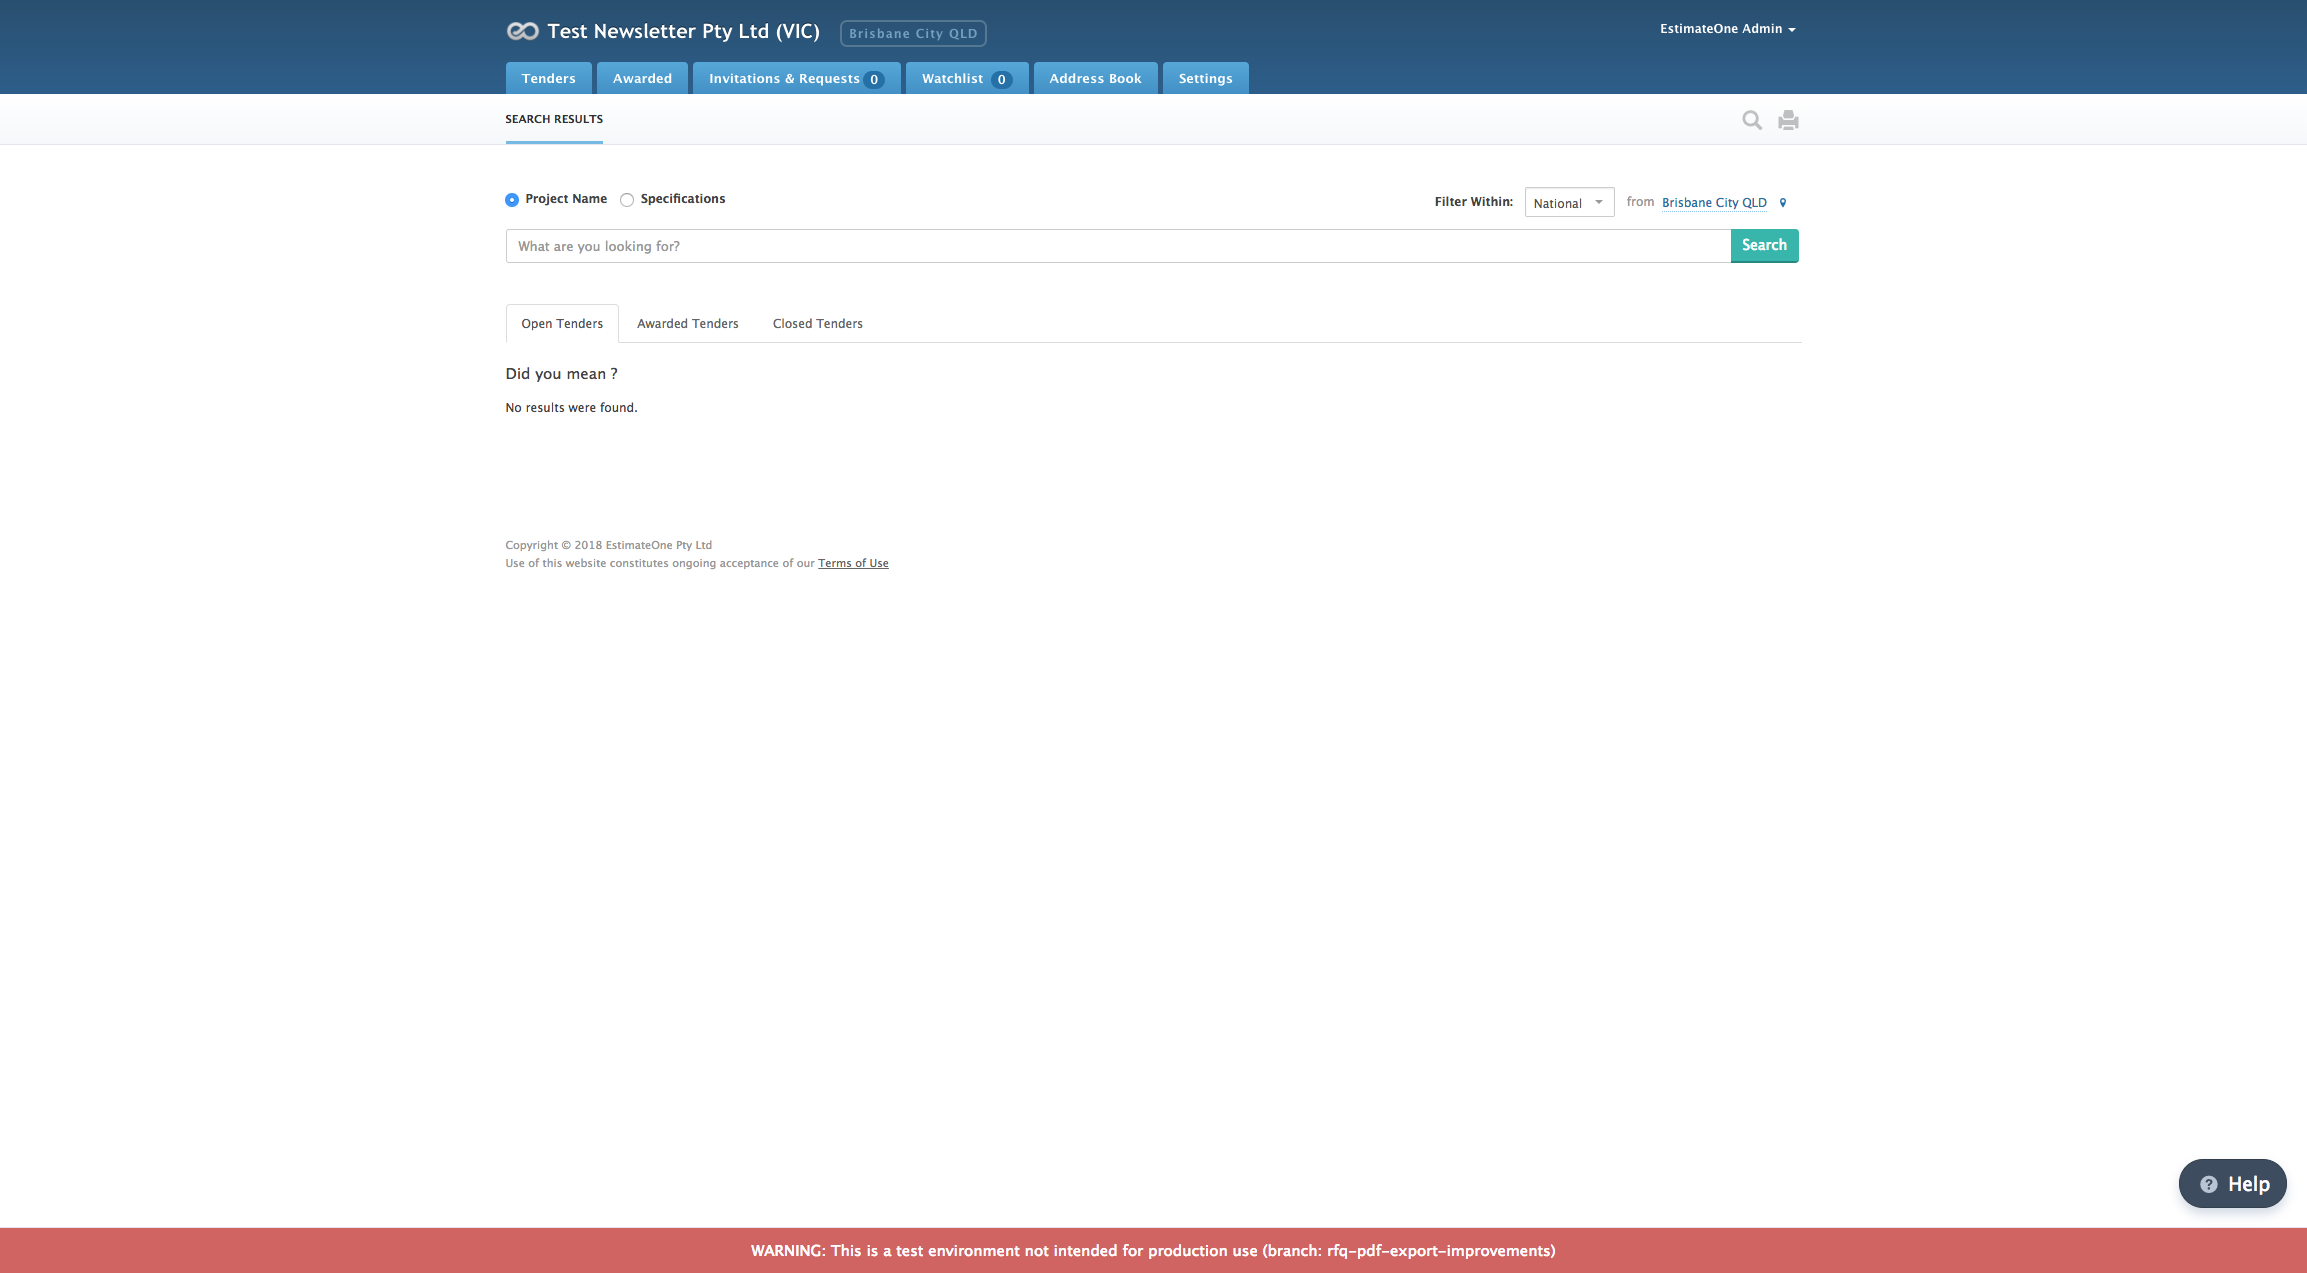 Test Newsletter Pty Ltd (VIC) Brisbane City QLD EstimateOne Admin
Tenders Awarded Invitations & Requests 0 Watchlist 0 Address Book Settings
SEARCH RESULTS
Project Name Specifications Filter Within: National from Brisbane City QLD
What are you looking for? Search
Open Tenders Awarded Tenders Closed Tenders
Did you mean ?
No results were found.
Copyright © 2018 EstimateOne Pty Ltd
Use of this website constitutes ongoing acceptance of our Terms of Use
? Help
WARNING: This is a test environment not intended for production use (branch: rfq-pdf-export-improvements)